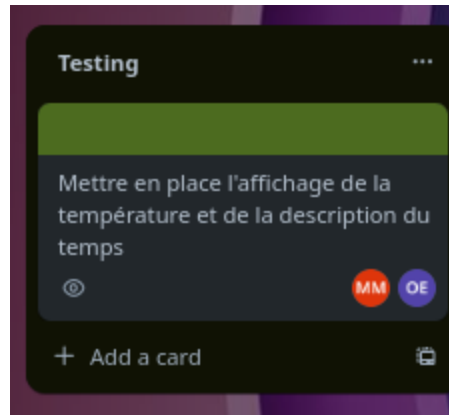 Testing
Mettre en place l'affichage de la
température et de la description du
temps
MM OE
Add a card